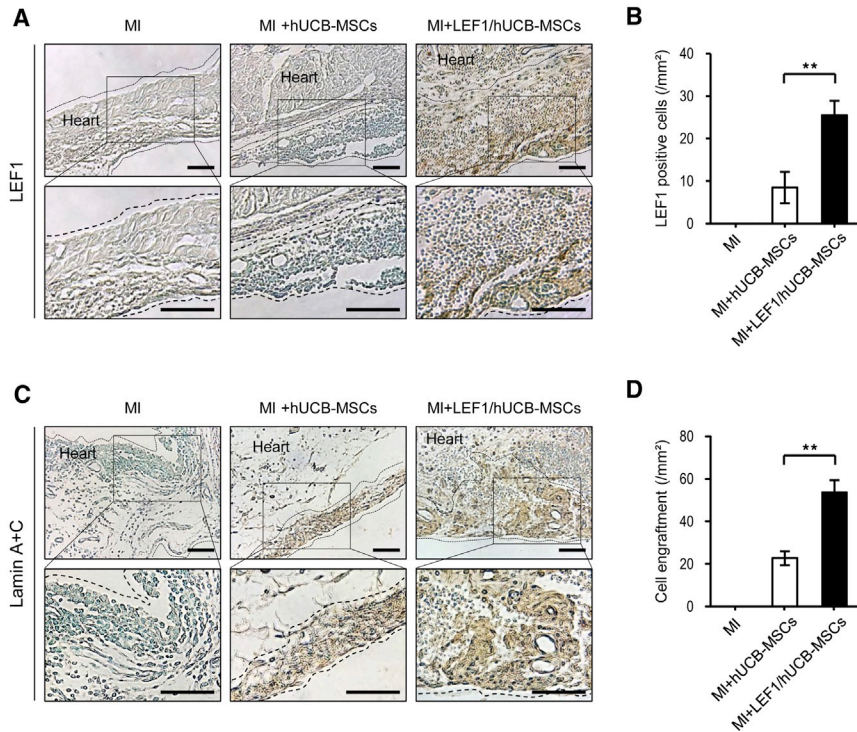 A
MI
MI +hUCB-MSCs
MI+LEF1/hUCB-MSCs
LEF1
Heart
Heart
Heart
B
LEF1 positive cells (/mm²)
40
30
20
10
0
**
MI
MI+hUCB-MSCs
MI+LEF1/hUCB-MSCs
C
MI
MI +hUCB-MSCs
MI+LEF1/hUCB-MSCs
Lamin A+C
Heart
Heart
Heart
D
Cell engraftment (/mm²)
80
60
40
20
0
**
MI
MI+hUCB-MSCs
MI+LEF1/hUCB-MSCs